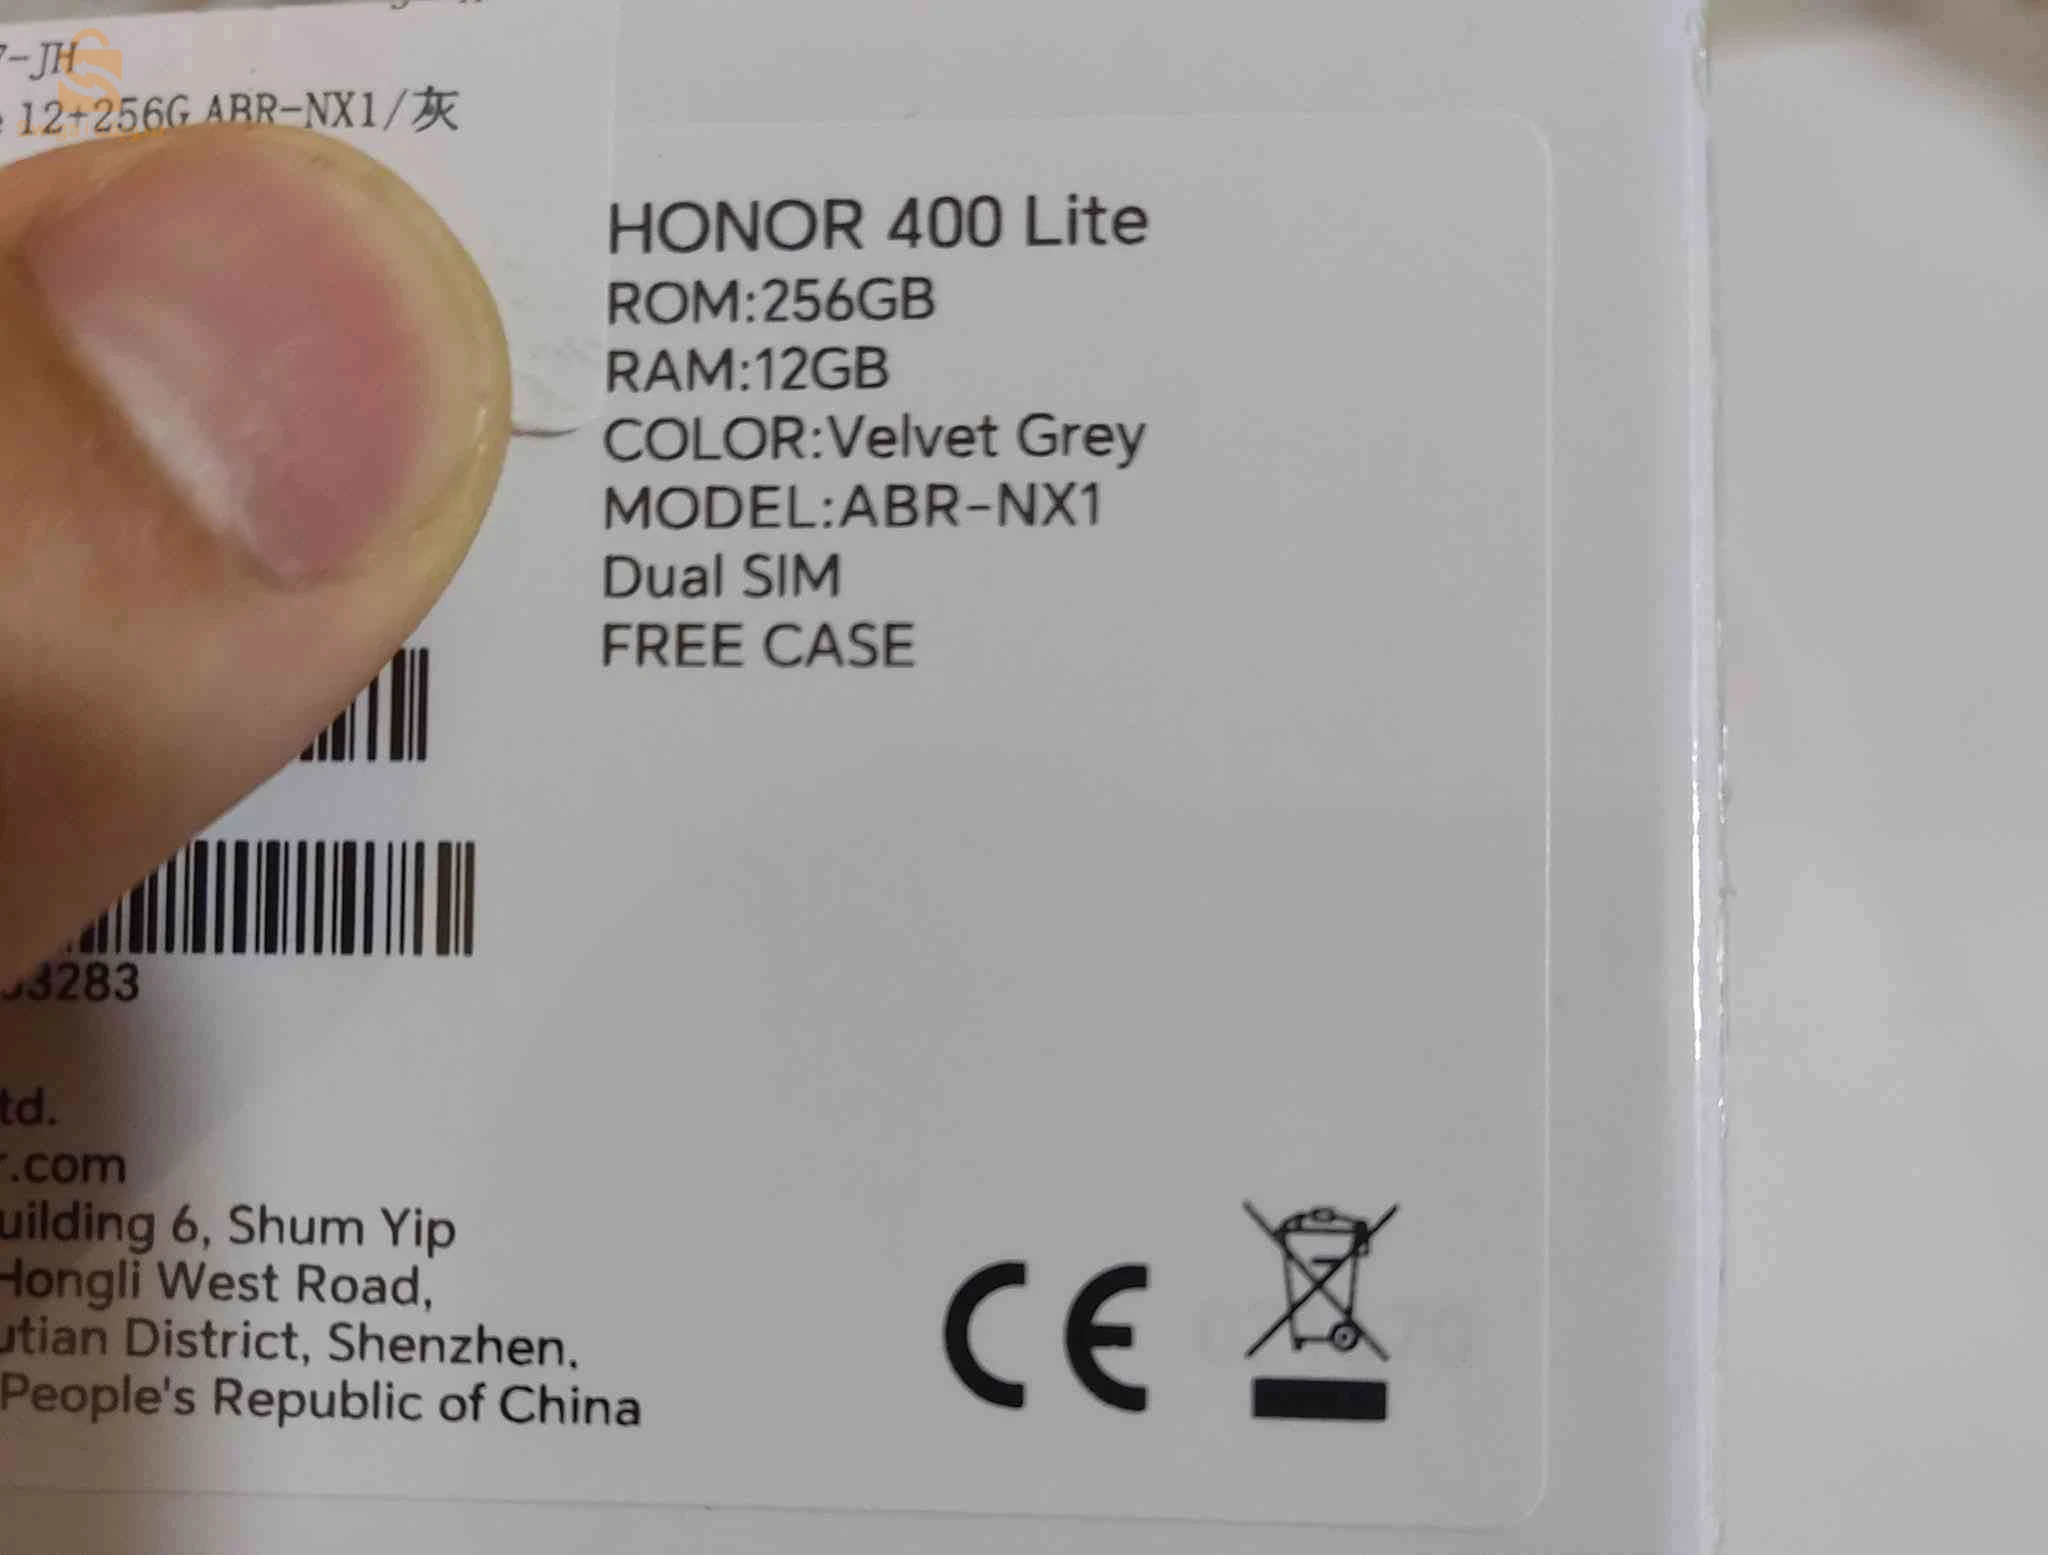 7-JH
12+256G ABR-NX1/灰
HONOR 400 Lite
ROM:256GB
RAM:12GB
COLOR:Velvet Grey
MODEL:ABR-NX1
Dual SIM
FREE CASE
3283
td.
r.com
uilding 6, Shum Yip
Hongli West Road,
utian District, Shenzhen,
People's Republic of China
CE